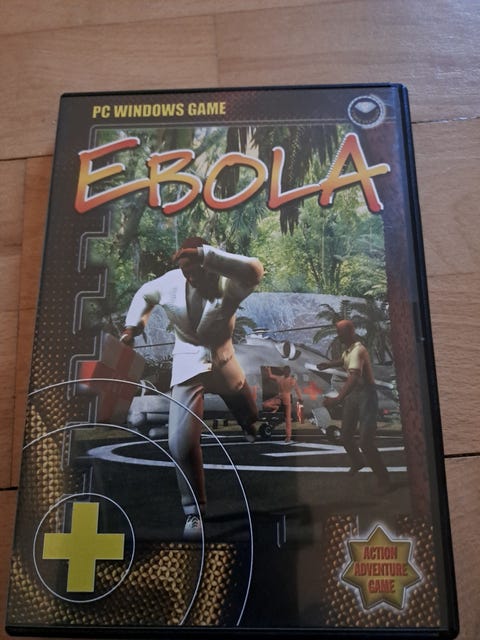 PC WINDOWS GAME
EBOLA
ACTION
ADVENTURE
GAME